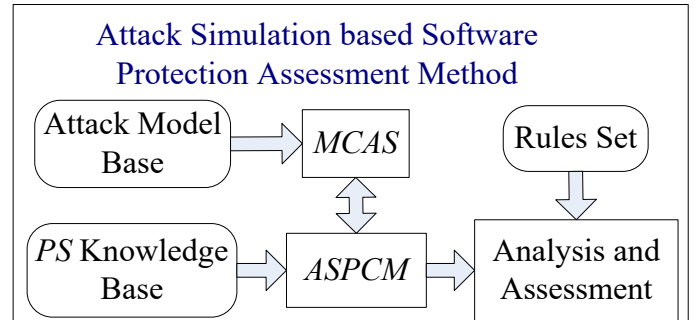 Attack Simulation based Software
Protection Assessment Method
Attack Model
Base
MCAS
Rules Set
PS Knowledge
Base
ASPCM
Analysis and
Assessment